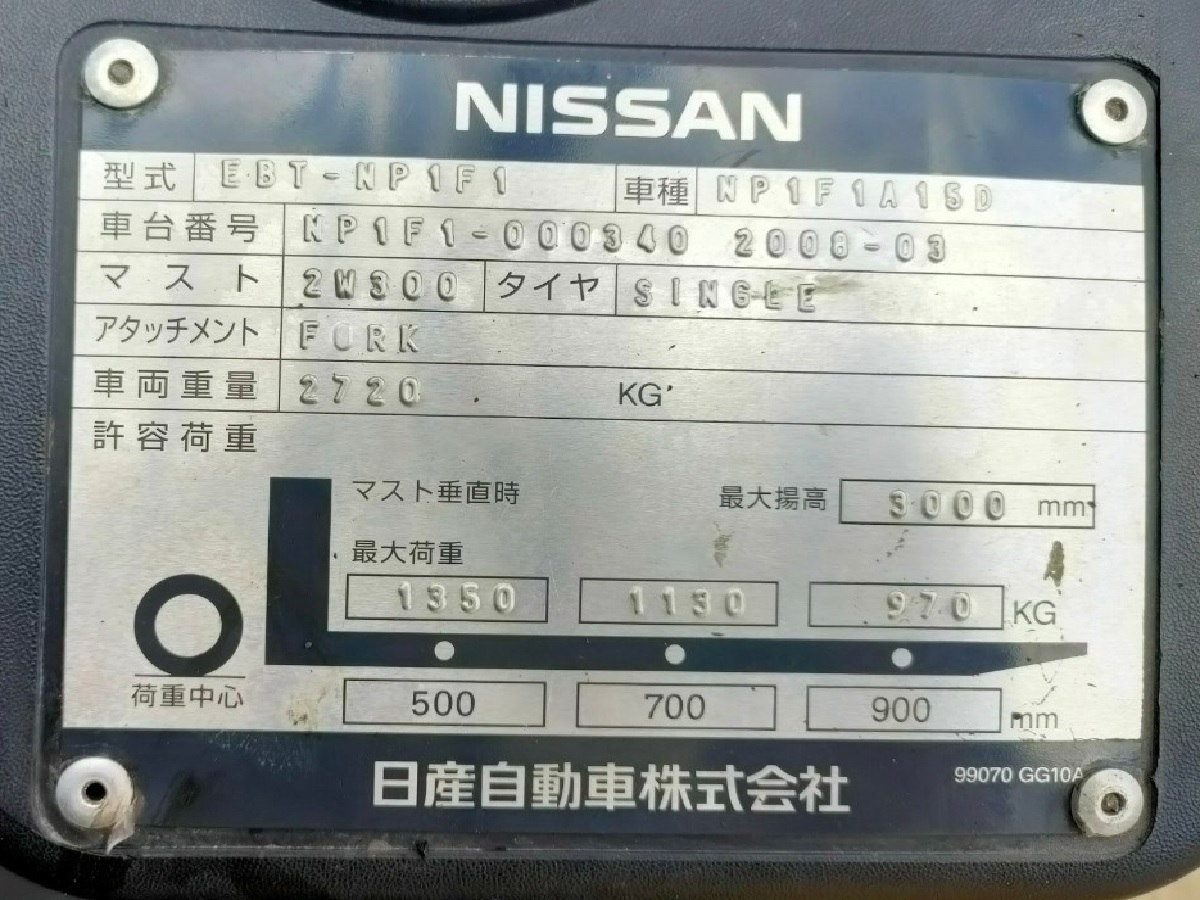 NISSAN
型式 EBT-NP1F1 車種 NP1F1A15D
車台番号 NP1F1-000340 2008-03
マスト 2W300 タイヤ SINGLE
アタッチメント FORK
車両重量 2720 KG
許容荷重
マスト垂直時 最大揚高 3000 mm
最大荷重
1350 1130 970 KG
荷重中心 500 700 900 mm
日産自動車株式会社 99070 GG10A